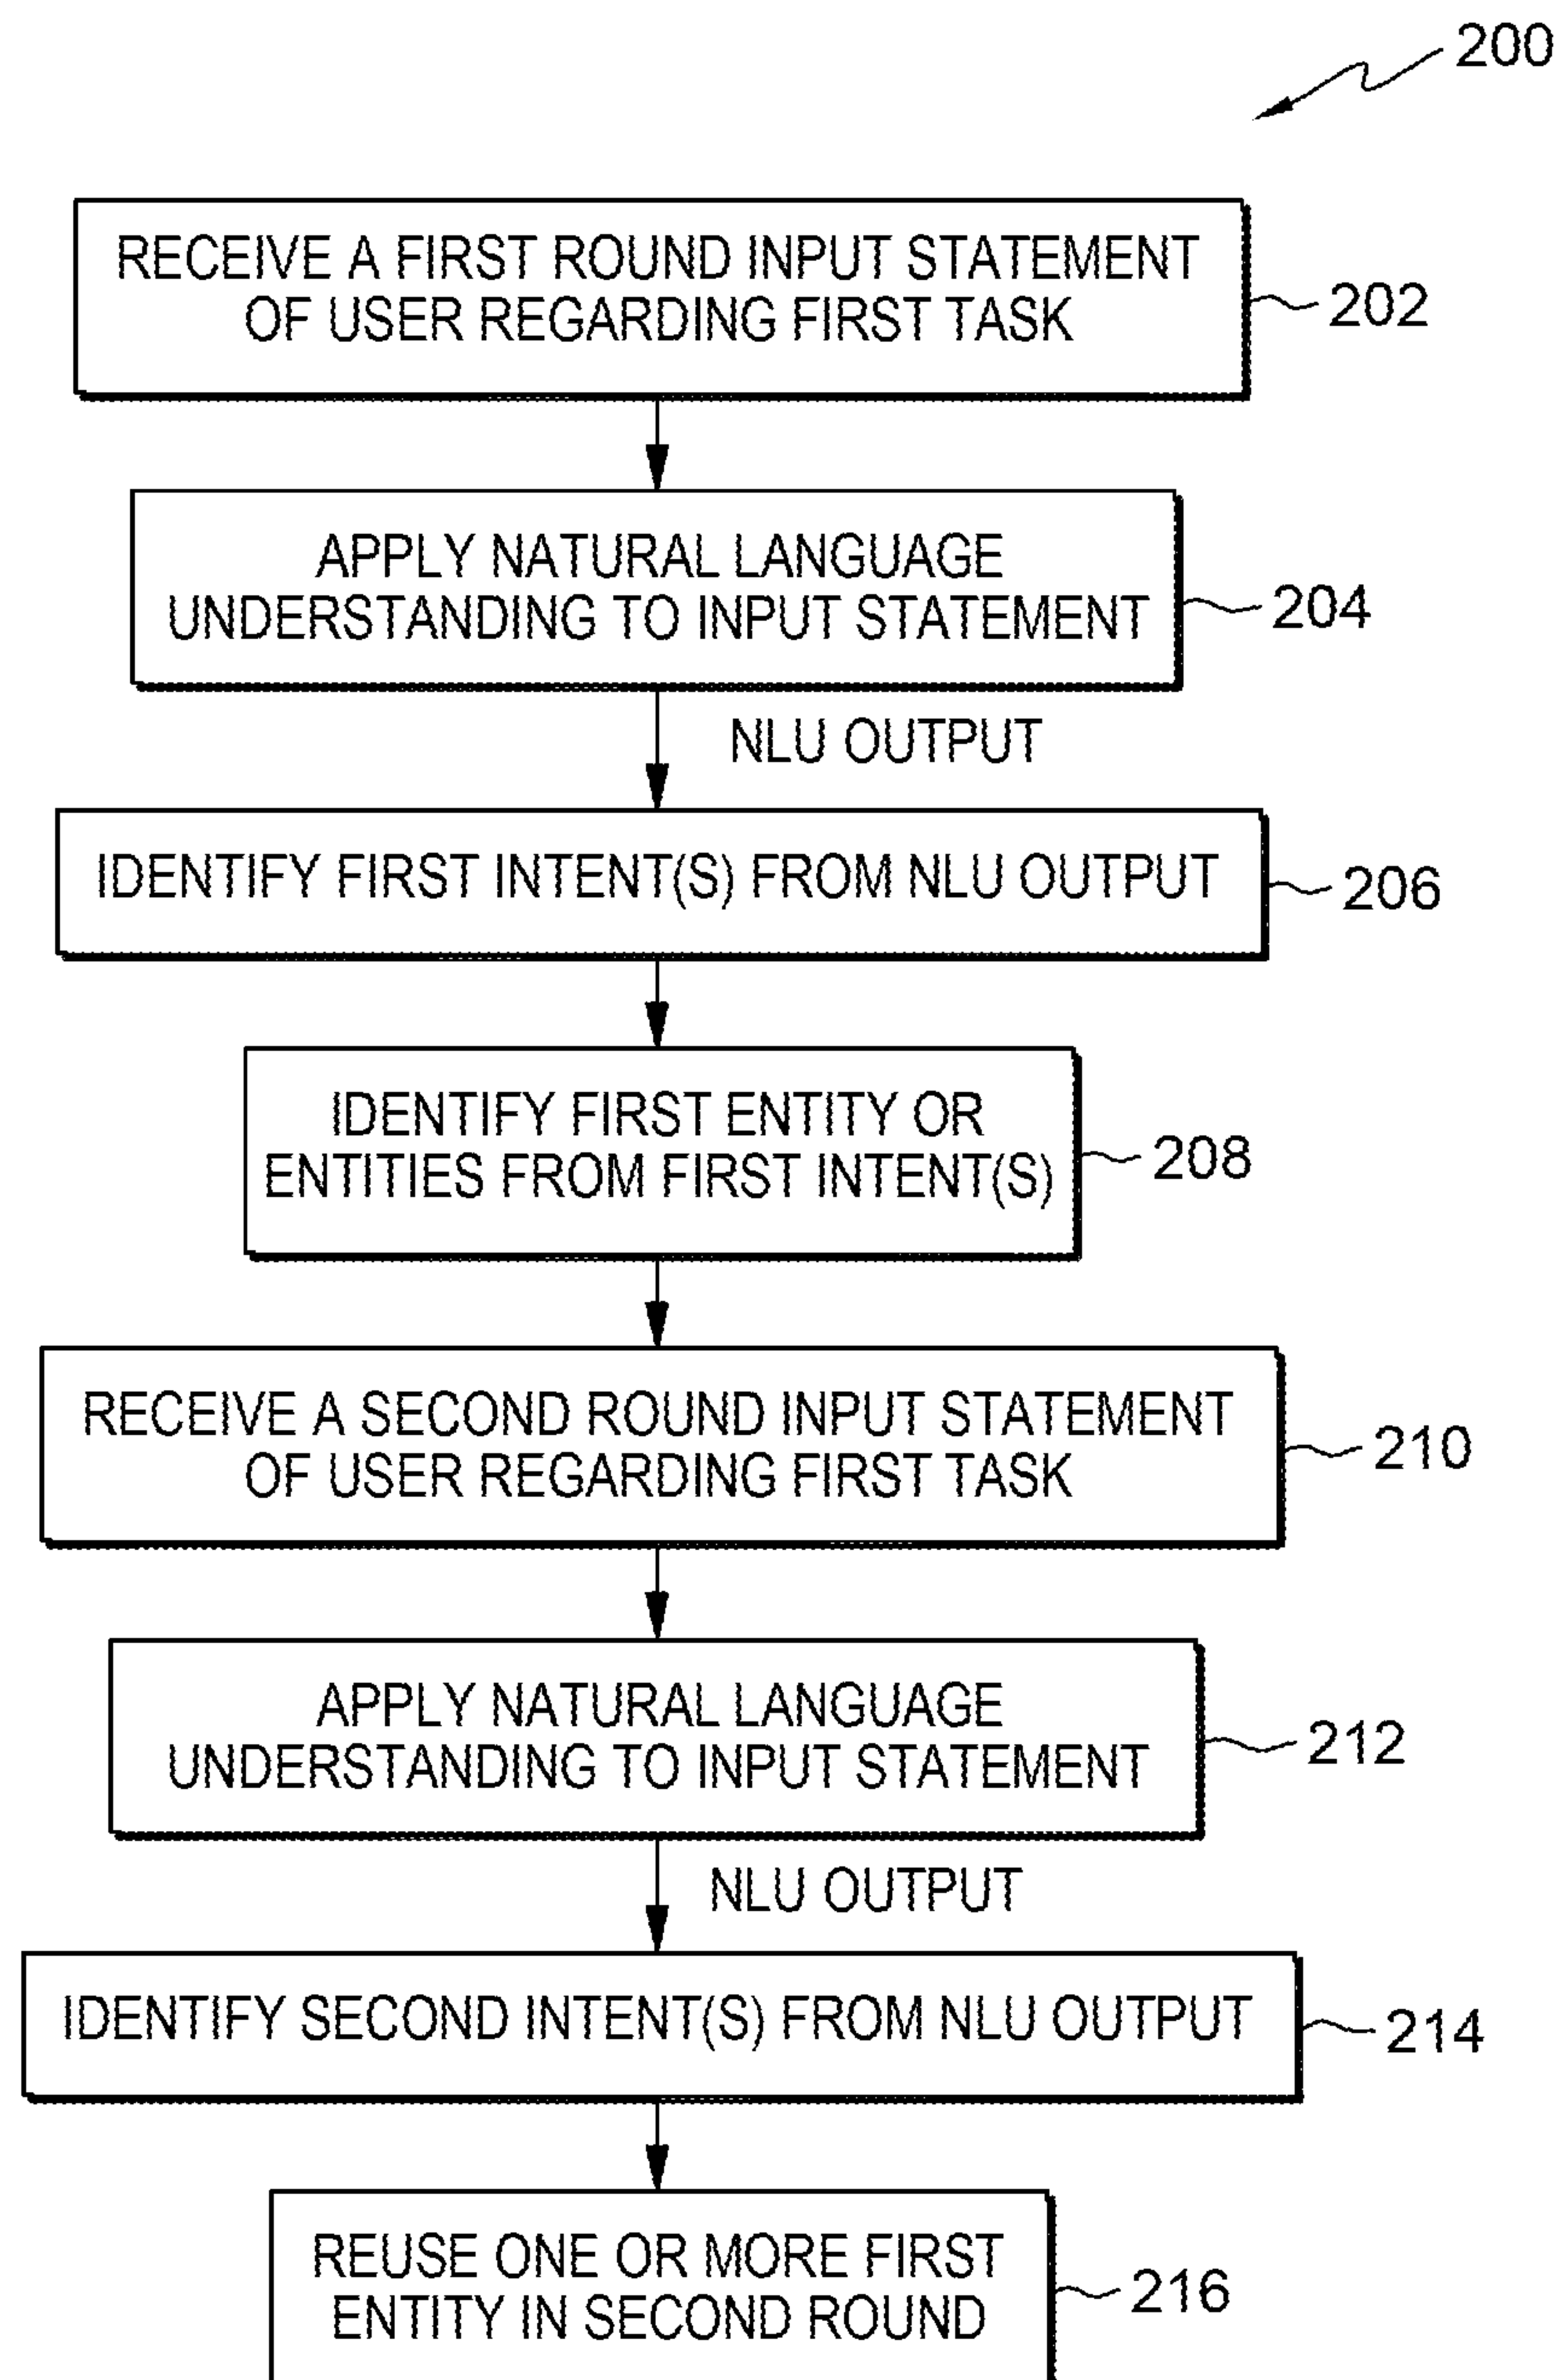 200
RECEIVE A FIRST ROUND INPUT STATEMENT
OF USER REGARDING FIRST TASK
202
APPLY NATURAL LANGUAGE
UNDERSTANDING TO INPUT STATEMENT
204
NLU OUTPUT
IDENTIFY FIRST INTENT(S) FROM NLU OUTPUT
206
IDENTIFY FIRST ENTITY OR
ENTITIES FROM FIRST INTENT(S)
208
RECEIVE A SECOND ROUND INPUT STATEMENT
OF USER REGARDING FIRST TASK
210
APPLY NATURAL LANGUAGE
UNDERSTANDING TO INPUT STATEMENT
212
NLU OUTPUT
IDENTIFY SECOND INTENT(S) FROM NLU OUTPUT
214
REUSE ONE OR MORE FIRST
ENTITY IN SECOND ROUND
216